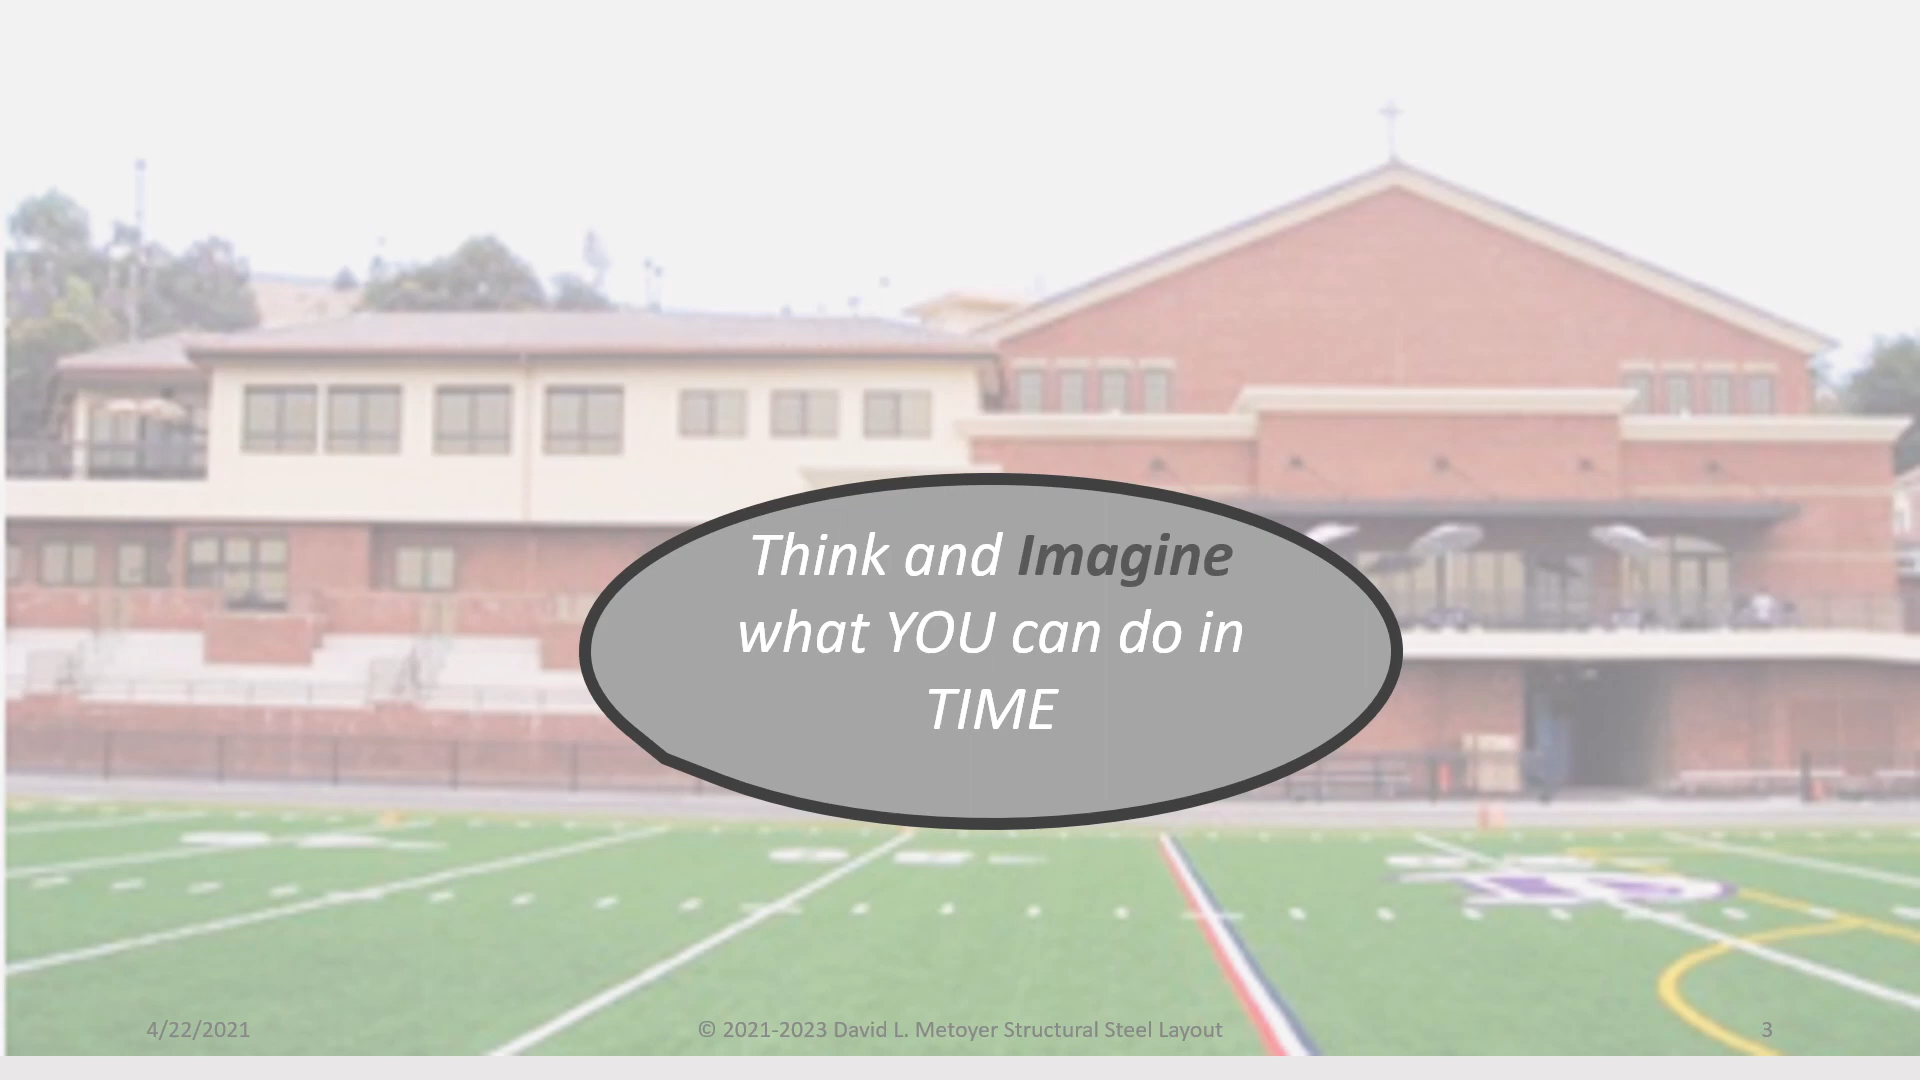 Think and Imagine
what YOU can do in
TIME
4/22/2021
© 2021-2023 David L. Metoyer Structural Steel Layout
3